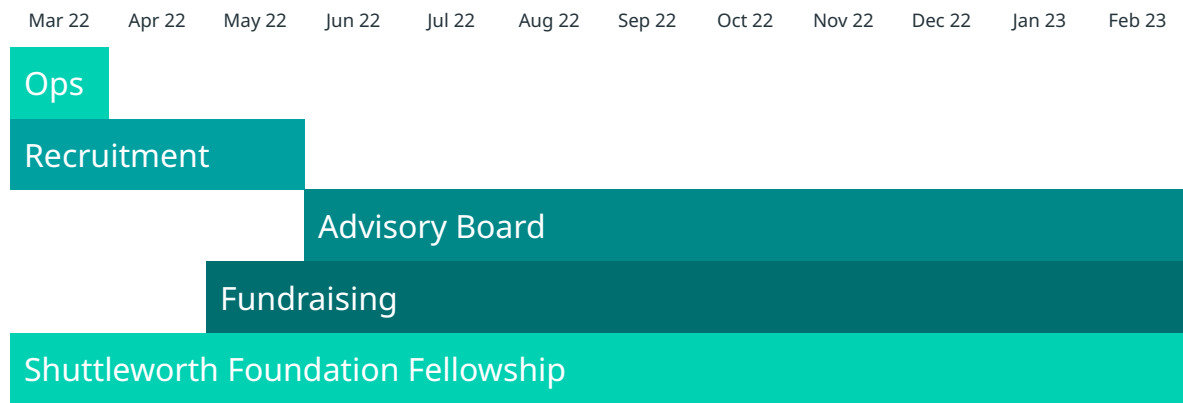 Mar 22 Apr 22 May 22 Jun 22 Jul 22 Aug 22 Sep 22 Oct 22 Nov 22 Dec 22 Jan 23 Feb 23
Ops
Recruitment
Advisory Board
Fundraising
Shuttleworth Foundation Fellowship